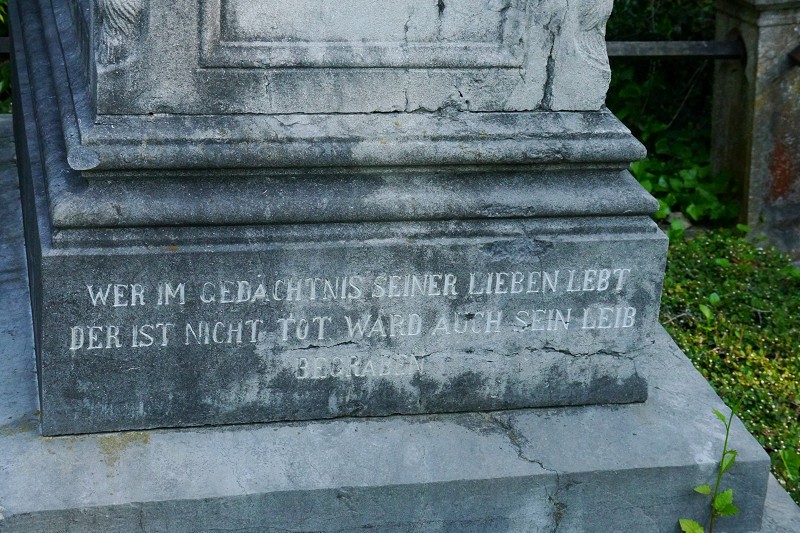 WER IM GEDÄCHTNIS SEINER LIEBEN LEBT
DER IST NICHT TOT WARD AUCH SEIN LEIB
BEGRABEN